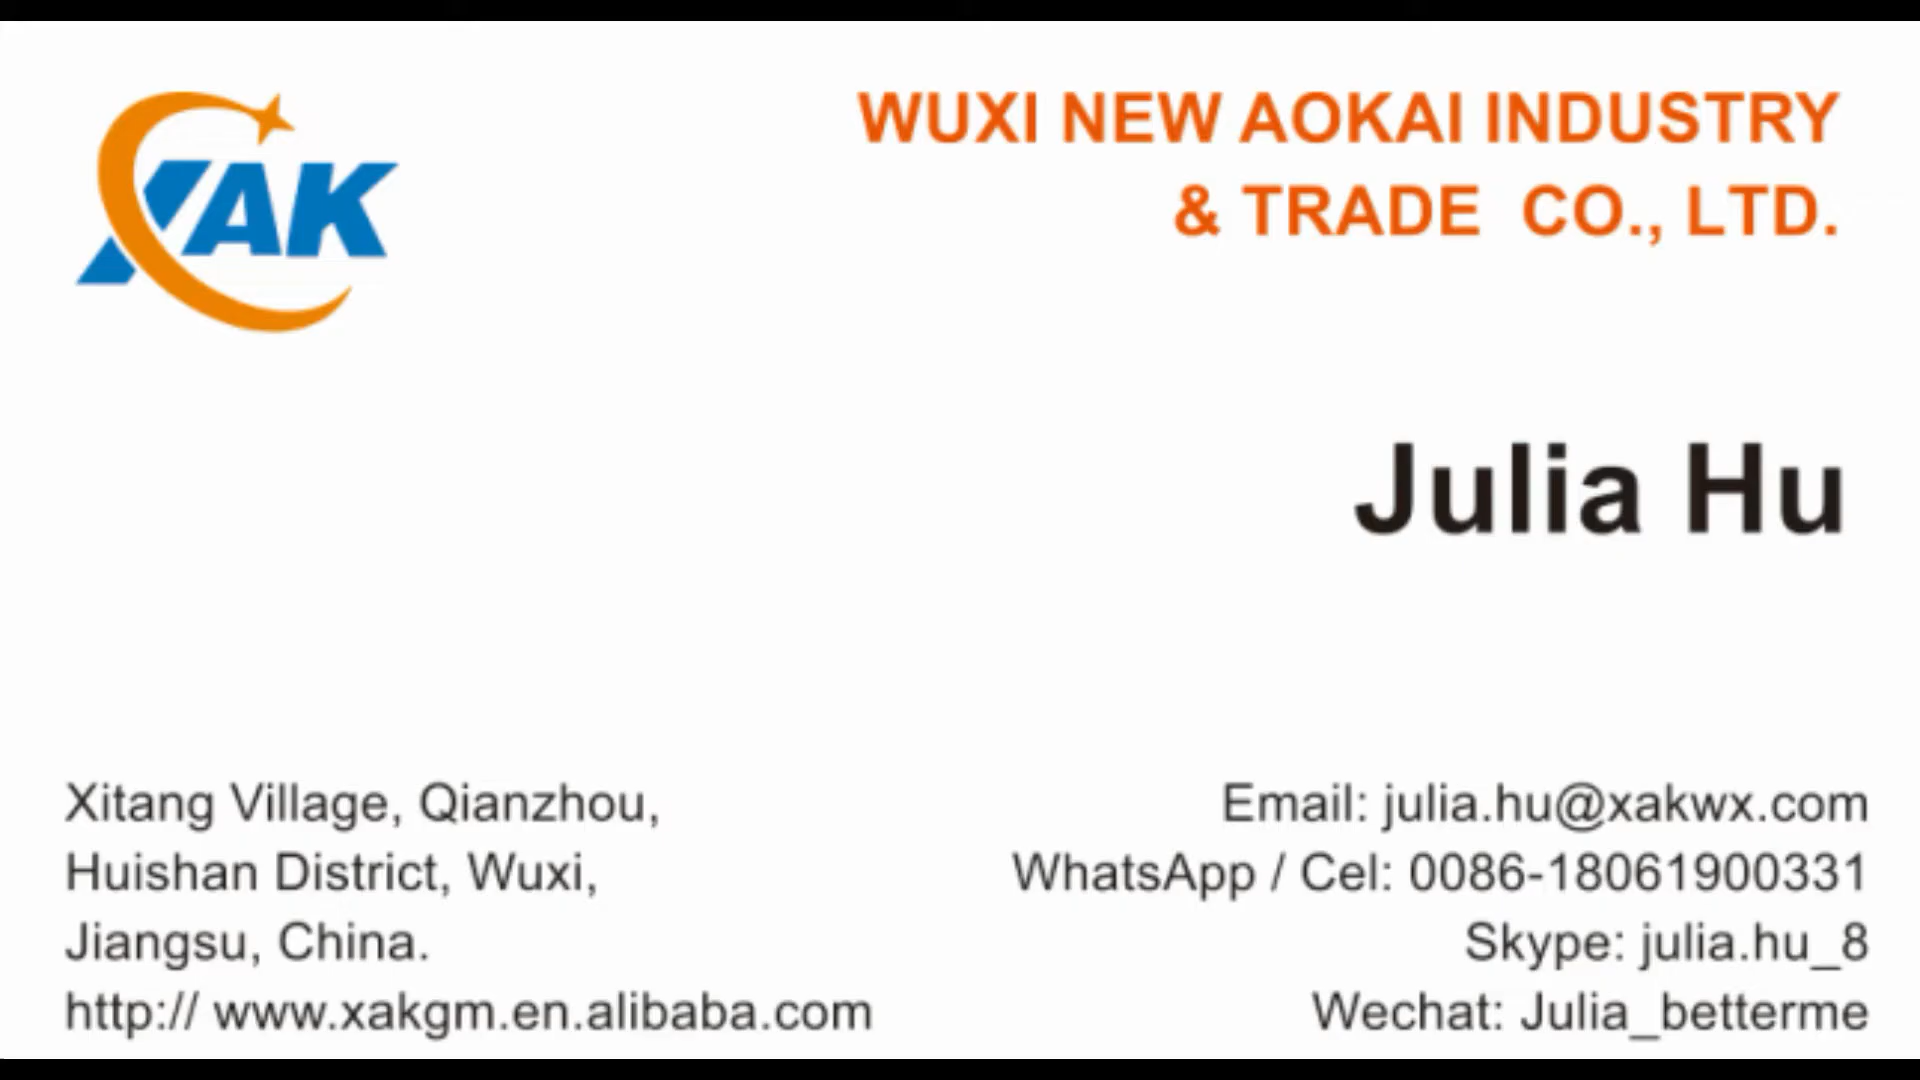 XAK
WUXI NEW AOKAI INDUSTRY
& TRADE CO., LTD.
Julia Hu
Xitang Village, Qianzhou,
Huishan District, Wuxi,
Jiangsu, China.
http:// www.xakgm.en.alibaba.com
Email: julia.hu@xakwx.com
WhatsApp / Cel: 0086-18061900331
Skype: julia.hu_8
Wechat: Julia_betterme